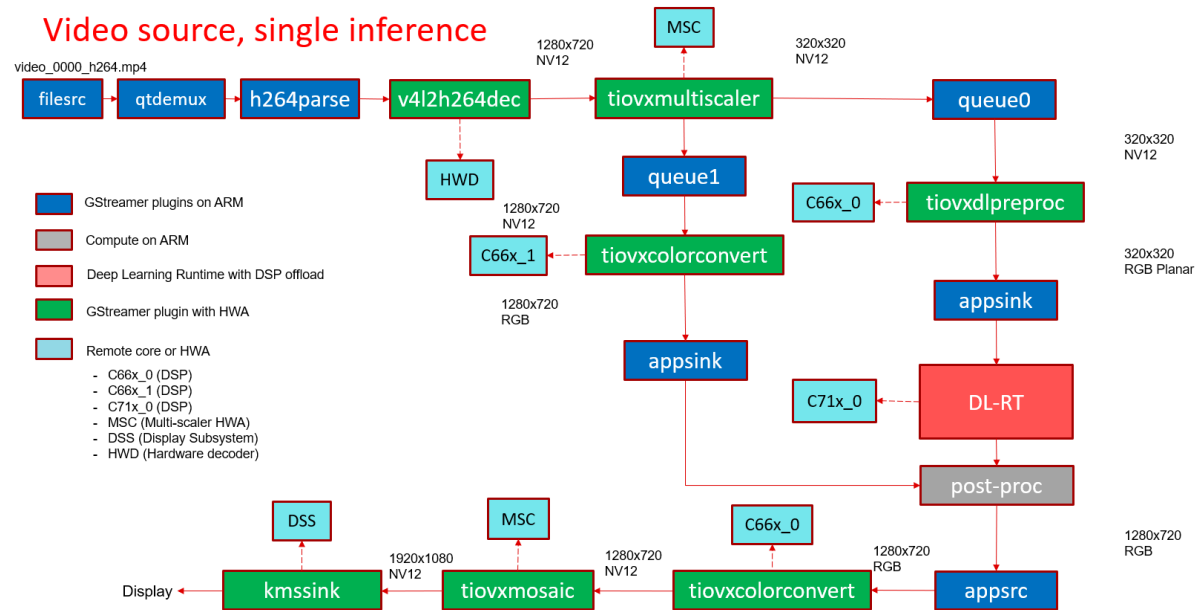 Video source, single inference
video_0000_h264.mp4
filesrc
qtdemux
h264parse
v4l2h264dec
HWD
1280x720
NV12
MSC
tiovxmultiscaler
320x320
NV12
queue0
320x320
NV12
queue1
1280x720
NV12
C66x_1
tiovxcolorconvert
1280x720
RGB
appsink
C66x_0
tiovxdlpreproc
320x320
RGB Planar
appsink
C71x_0
DL-RT
post-proc
1280x720
RGB
appsrc
1280x720
RGB
C66x_0
tiovxcolorconvert
1280x720
NV12
MSC
tiovxmosaic
1920x1080
NV12
DSS
kmssink
Display
GStreamer plugins on ARM
Compute on ARM
Deep Learning Runtime with DSP offload
GStreamer plugin with HWA
Remote core or HWA
- C66x_0 (DSP)
- C66x_1 (DSP)
- C71x_0 (DSP)
- MSC (Multi-scaler HWA)
- DSS (Display Subsystem)
- HWD (Hardware decoder)